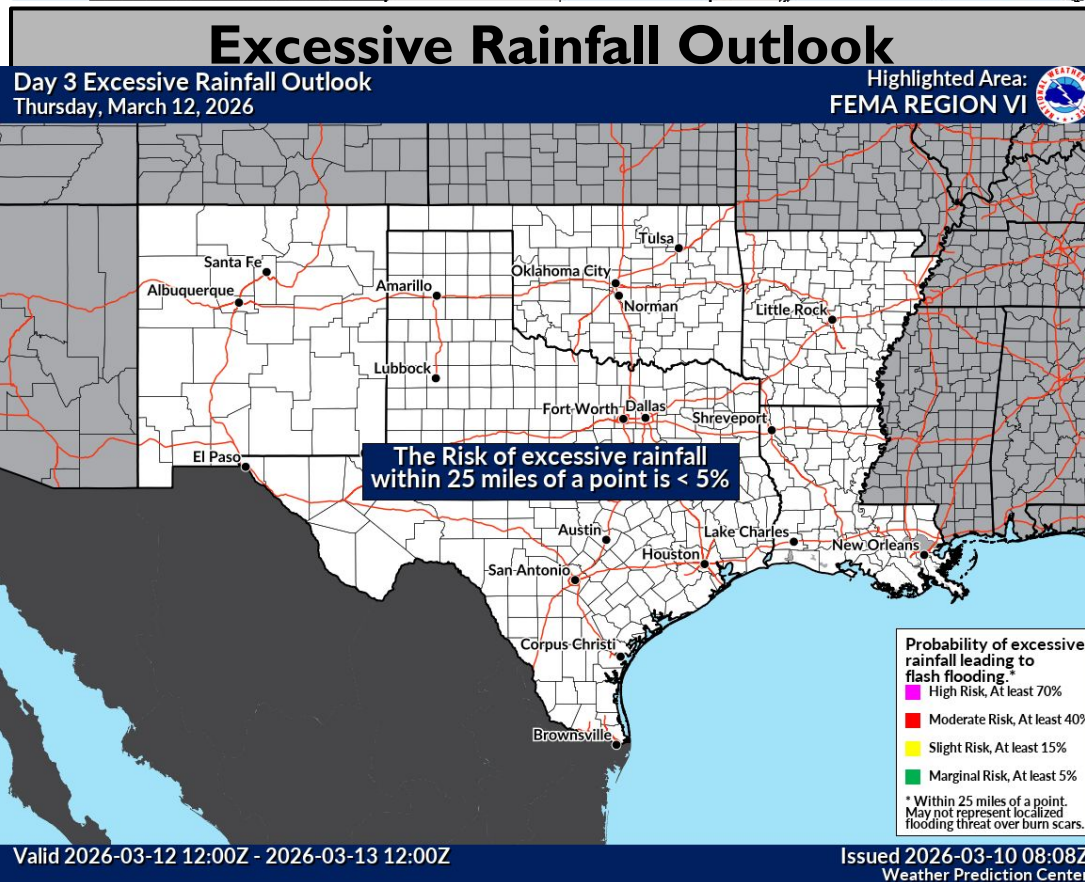 Excessive Rainfall Outlook
Day 3 Excessive Rainfall Outlook
Thursday, March 12, 2026
Highlighted Area:
FEMA REGION VI
NATIONAL WEATHER
Tulsa
Santa Fe
Oklahoma City
Albuquerque
Amarillo
Norman
Little Rock
Lubbock
Fort Worth
Dallas
Shreveport
El Paso
The Risk of excessive rainfall
within 25 miles of a point is < 5%
Austin
Lake Charles
New Orleans
Houston
San Antonio
Corpus Christi
Brownsville
Probability of excessive
rainfall leading to
flash flooding.*
High Risk, At least 70%
Moderate Risk, At least 40%
Slight Risk, At least 15%
Marginal Risk, At least 5%
* Within 25 miles of a point.
May not represent localized
flooding threat over burn scars.
Valid 2026-03-12 12:00Z - 2026-03-13 12:00Z
Issued 2026-03-10 08:08Z
Weather Prediction Center